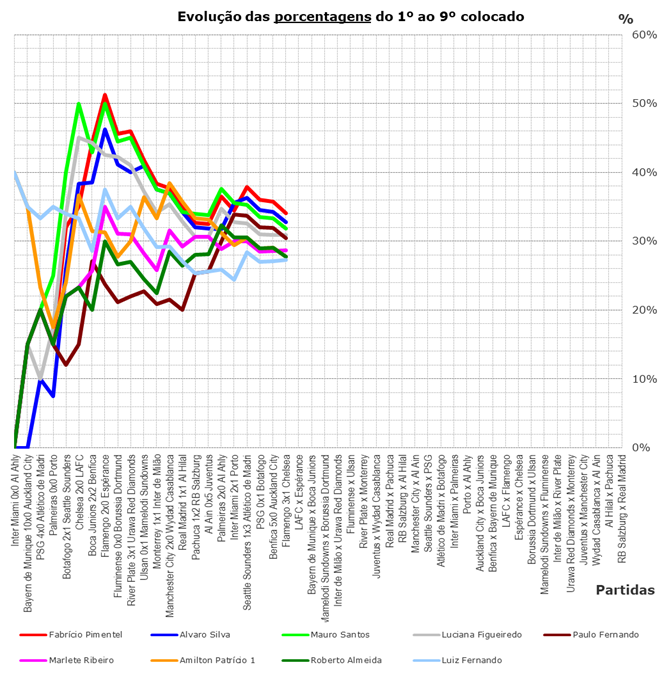 Evolução das porcentagens do 1º ao 9º colocado
%
60%
50%
40%
30%
20%
10%
0%
Inter Miami 0x0 Al Ahly
Bayern de Munique 10x0 Auckland City
PSG 4x0 Atlético de Madri
Palmeiras 0x0 Porto
Botafogo 2x1 Seattle Sounders
Chelsea 2x0 LAFC
Boca Juniors 2x2 Benfica
Flamengo 2x0 Espérance
Fluminense 0x0 Borussia Dortmund
River Plate 3x1 Urawa Red Diamonds
Ulsan 0x1 Mamelodi Sundowns
Monterrey 1x1 Inter de Milão
Manchester City 2x0 Wydad Casablanca
Real Madrid 1x1 Al Hilal
Pachuca 1x2 RB Salzburg
Al Ain 0x5 Juventus
Palmeiras 2x0 Al Ahly
Inter Miami 2x1 Porto
Seattle Sounders 1x3 Atlético de Madri
PSG 0x1 Botafogo
Benfica 5x0 Auckland City
Flamengo 3x1 Chelsea
LAFC x Espérance
Bayern de Munique x Boca Juniors
Mamelodi Sundowns x Borussia Dortmund
Inter de Milão x Urawa Red Diamonds
Fluminense x Ulsan
River Plate x Monterrey
Juventus x Wydad Casablanca
Real Madrid x Pachuca
RB Salzburg x Al Hilal
Manchester City x Al Ain
Seattle Sounders x PSG
Atlético de Madri x Botafogo
Inter Miami x Palmeiras
Porto x Al Ahly
Auckland City x Boca Juniors
Benfica x Bayern de Munique
LAFC x Flamengo
Esperance x Chelsea
Borussia Dortmund x Ulsan
Mamelodi Sundowns x Fluminense
Inter de Milão x River Plate
Urawa Red Diamonds x Monterrey
Juventus x Manchester City
Wydad Casablanca x Al Ain
Al Hilal x Pachuca
RB Salzburg x Real Madrid
Partidas
Fabrício Pimentel
Alvaro Silva
Mauro Santos
Luciana Figueiredo
Paulo Fernando
Marlete Ribeiro
Amilton Patrício 1
Roberto Almeida
Luiz Fernando